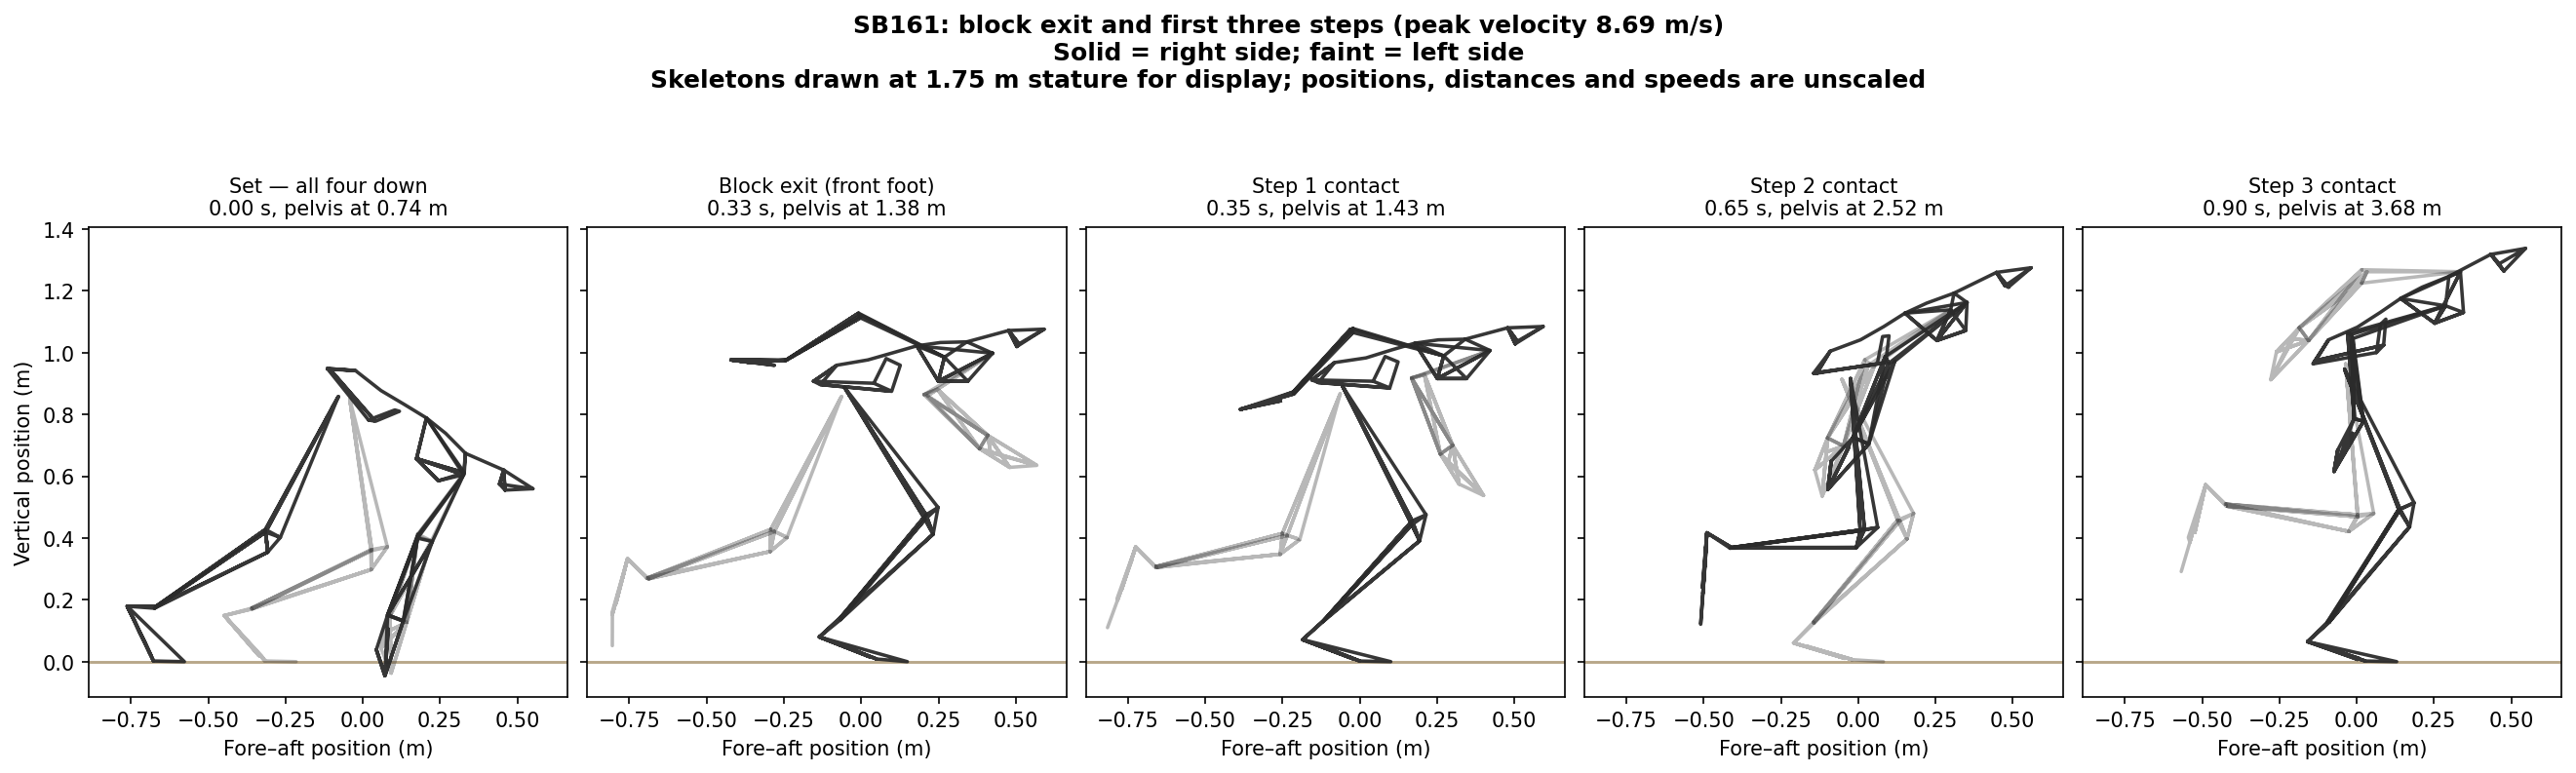 SB161: block exit and first three steps (peak velocity 8.69 m/s)
Solid = right side; faint = left side
Skeletons drawn at 1.75 m stature for display; positions, distances and speeds are unscaled
Set — all four down
0.00 s, pelvis at 0.74 m
Block exit (front foot)
0.33 s, pelvis at 1.38 m
Step 1 contact
0.35 s, pelvis at 1.43 m
Step 2 contact
0.65 s, pelvis at 2.52 m
Step 3 contact
0.90 s, pelvis at 3.68 m
Vertical position (m)
1.4
1.2
1.0
0.8
0.6
0.4
0.2
0.0
−0.75 −0.50 −0.25 0.00 0.25 0.50
−0.75 −0.50 −0.25 0.00 0.25 0.50
−0.75 −0.50 −0.25 0.00 0.25 0.50
−0.75 −0.50 −0.25 0.00 0.25 0.50
−0.75 −0.50 −0.25 0.00 0.25 0.50
Fore–aft position (m)
Fore–aft position (m)
Fore–aft position (m)
Fore–aft position (m)
Fore–aft position (m)